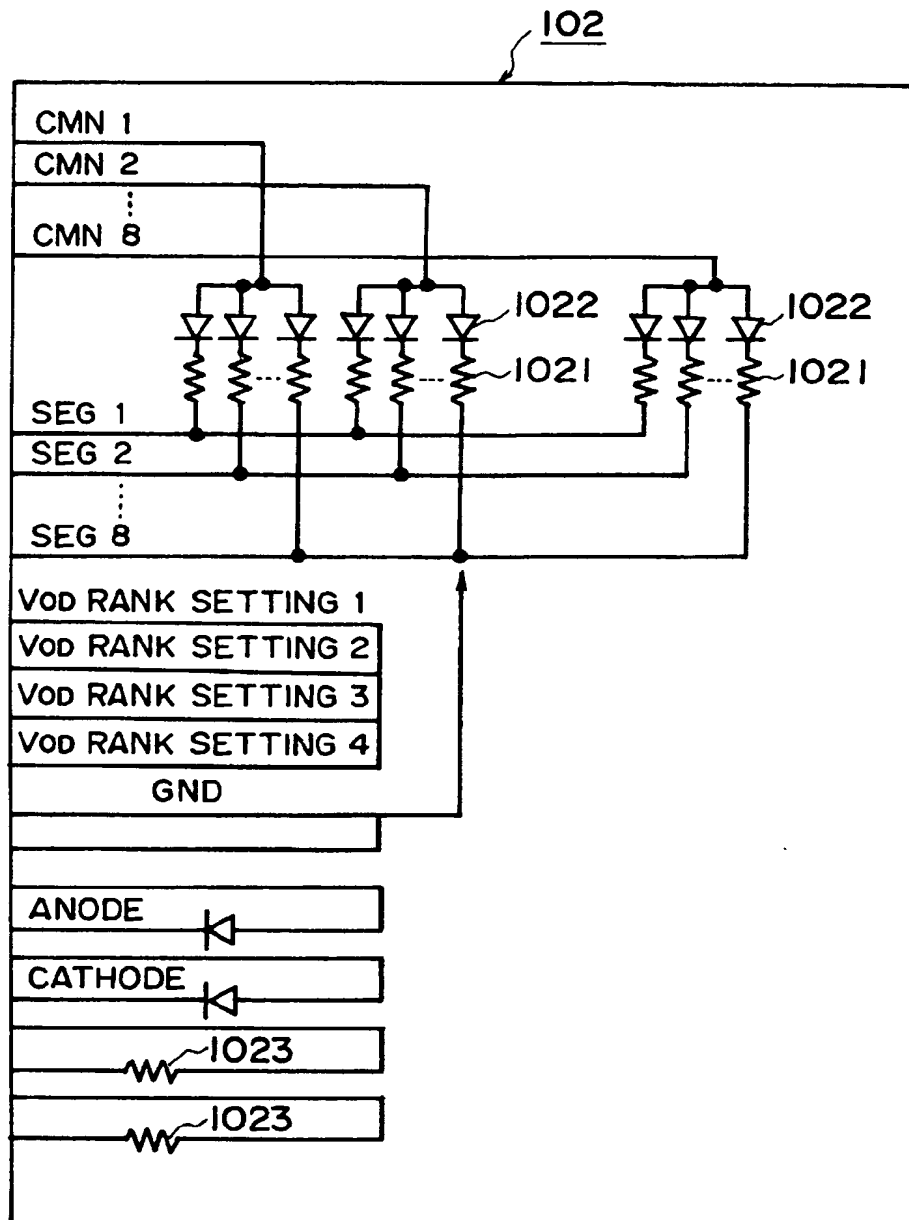 102
CMN 1
CMN 2
CMN 8
1022
1022
1021
1021
SEG 1
SEG 2
SEG 8
VOD RANK SETTING 1
VOD RANK SETTING 2
VOD RANK SETTING 3
VOD RANK SETTING 4
GND
ANODE
CATHODE
1023
1023